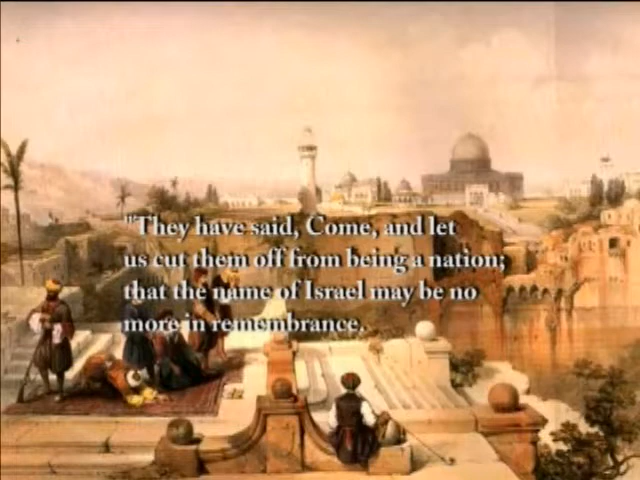 "They have said, Come, and let
us cut them off from being a nation;
that the name of Israel may be no
more in remembrance.